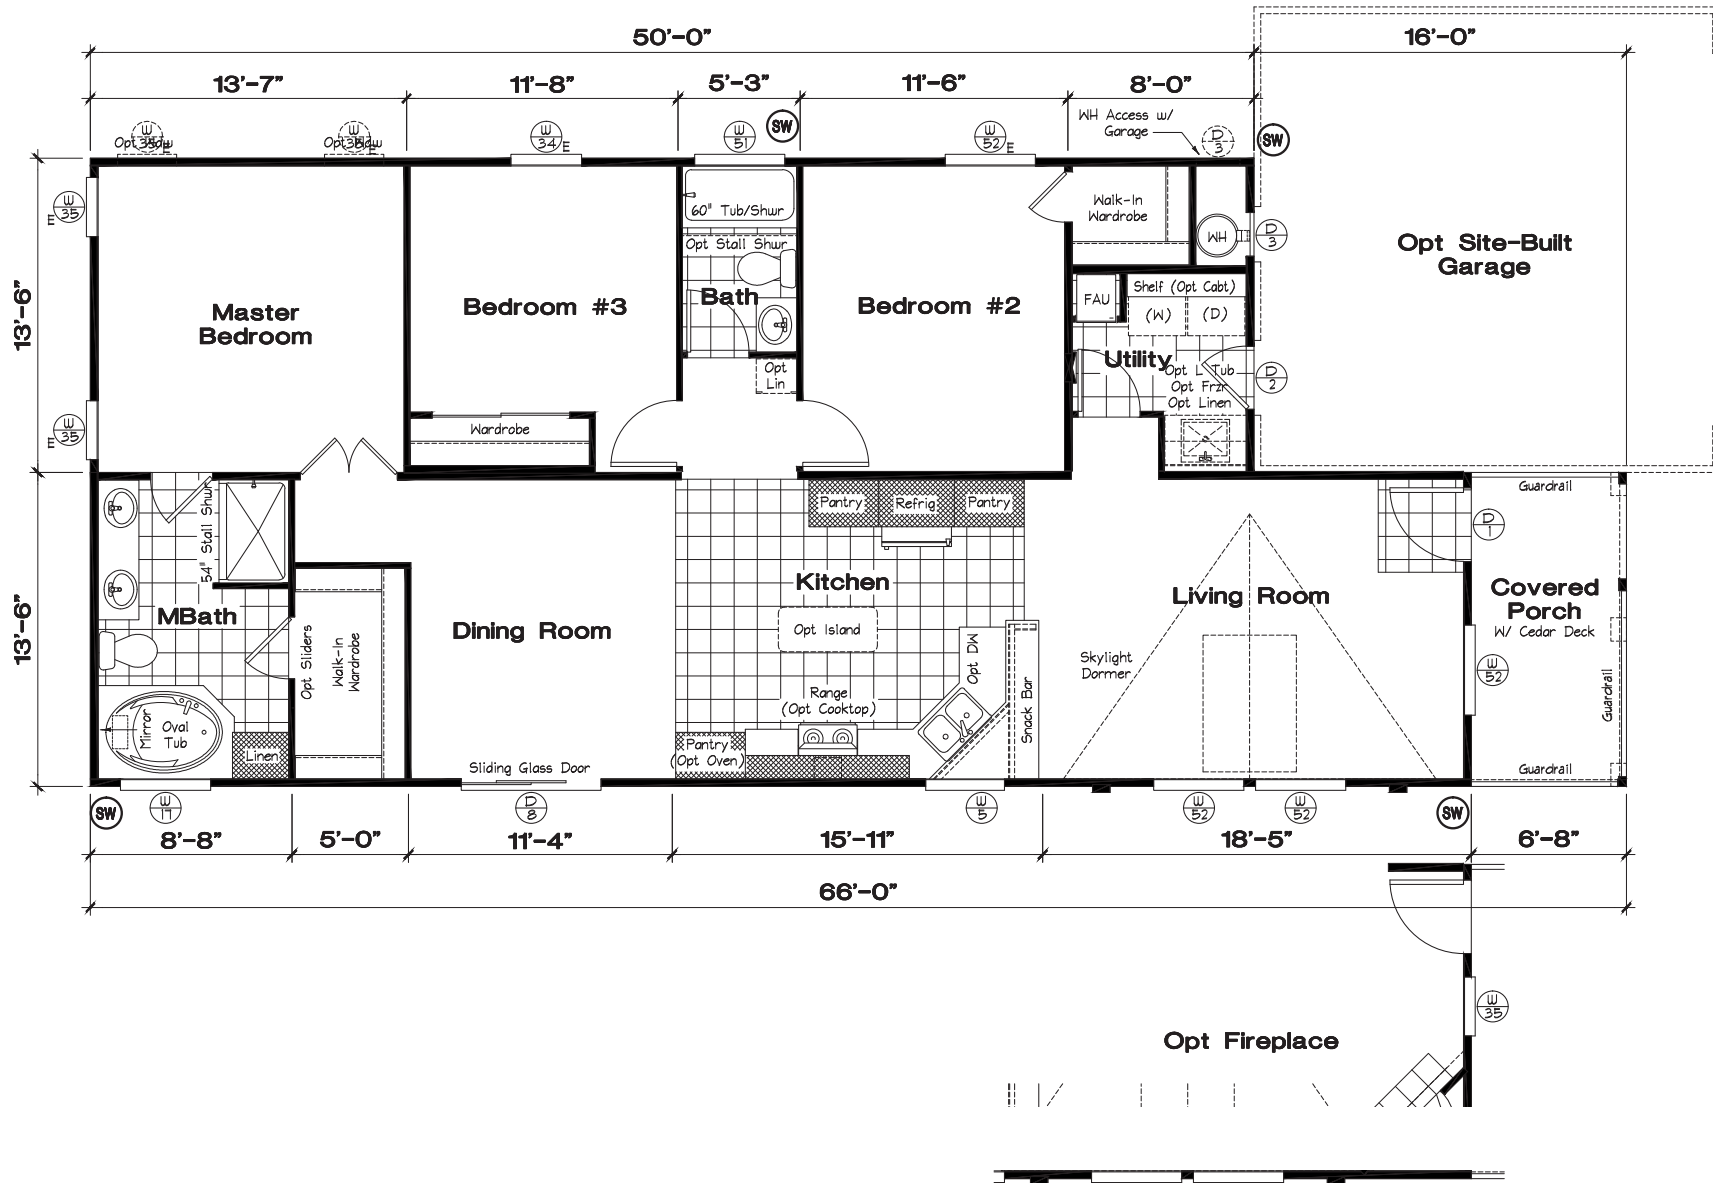 50'-0"
16'-0"
13'-7"
11'-8"
5'-3"
11'-6"
8'-0"
WH Access w/
Garage
SW
SW
W
35
E
Opt Wdw
W
E
Opt Wdw
W
34
E
W
51
W
52
E
D
3
13'-6"
W
35
E
W
35
E
Master
Bedroom
Bedroom #3
Wardrobe
60" Tub/Shwr
Opt Stall Shwr
Bath
Opt
Lin
Bedroom #2
Walk-In
Wardrobe
WH
D
3
FAU
Shelf (Opt Cabt)
(W)
(D)
Utility
Opt L Tub
Opt Frzr
Opt Linen
D
2
Opt Site-Built
Garage
13'-6"
54" Stall Shwr
MBath
Opt Sliders
Walk-In
Wardrobe
Mirror
Oval
Tub
Linen
Dining Room
Sliding Glass Door
Pantry
Refrig
Pantry
Kitchen
Opt Island
Opt DW
Range
(Opt Cooktop)
Pantry
(Opt Oven)
Snack Bar
Living Room
Skylight
Dormer
Guardrail
D
1
Covered
Porch
W/ Cedar Deck
W
52
Guardrail
Guardrail
SW
W
17
D
8
W
5
W
52
W
52
SW
8'-8"
5'-0"
11'-4"
15'-11"
18'-5"
6'-8"
66'-0"
W
35
Opt Fireplace